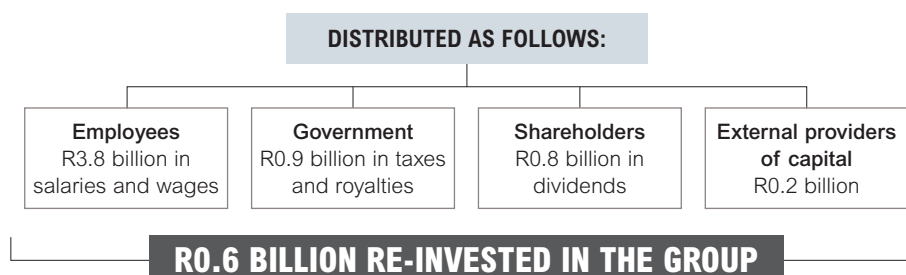 DISTRIBUTED AS FOLLOWS:
Employees
R3.8 billion in
salaries and wages
Government
R0.9 billion in taxes
and royalties
Shareholders
R0.8 billion in
dividends
External providers
of capital
R0.2 billion
R0.6 BILLION RE-INVESTED IN THE GROUP